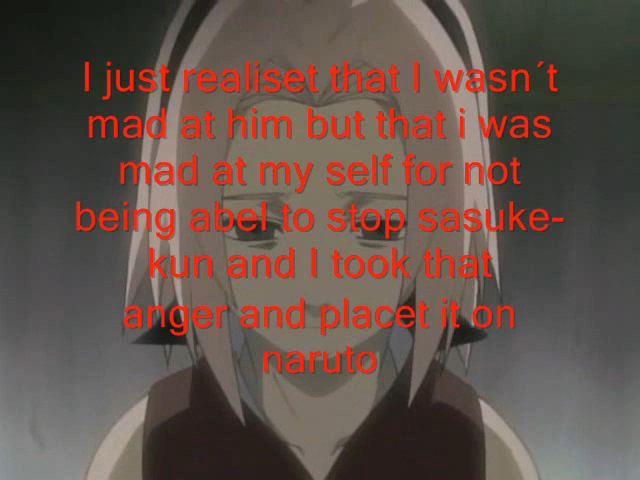 I just realiset that I wasn´t
mad at him but that i was
mad at my self for not
being abel to stop sasuke-
kun and I took that
anger and placet it on
naruto